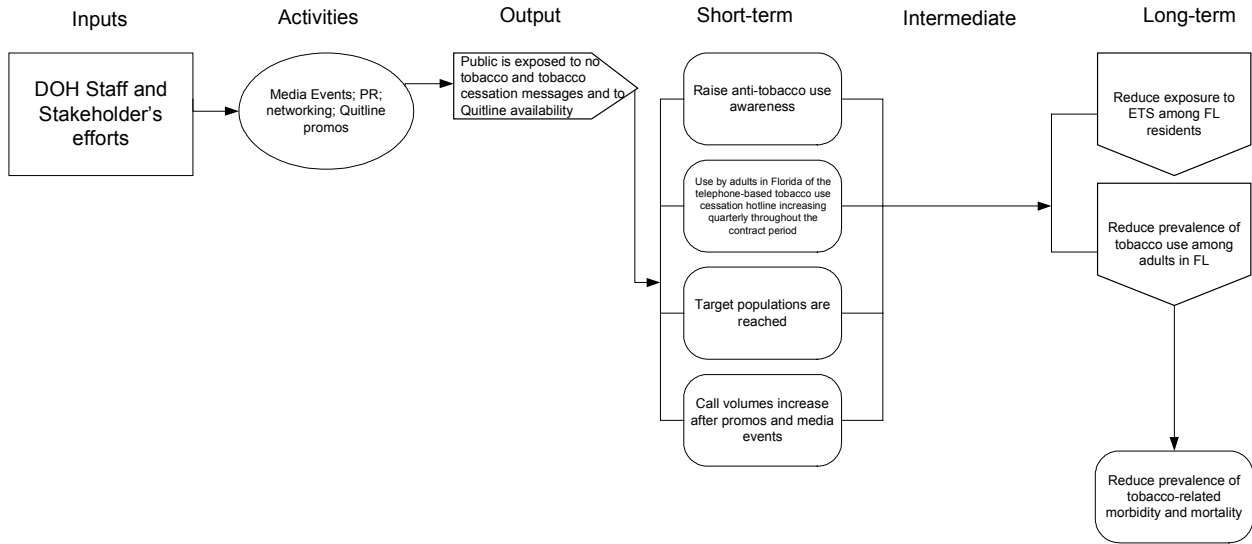 Inputs
Activities
Output
Short-term
Intermediate
Long-term
DOH Staff and
Stakeholder's
efforts
Media Events; PR;
networking; Quitline
promos
Public is exposed to no
tobacco and tobacco
cessation messages and to
Quitline availability
Raise anti-tobacco use
awareness
Use by adults in Florida of the
telephone-based tobacco use
cessation hotline increasing
quarterly throughout the
contract period
Target populations are
reached
Call volumes increase
after promos and media
events
Reduce exposure to
ETS among FL
residents
Reduce prevalence of
tobacco use among
adults in FL
Reduce prevalence of
tobacco-related
morbidity and mortality